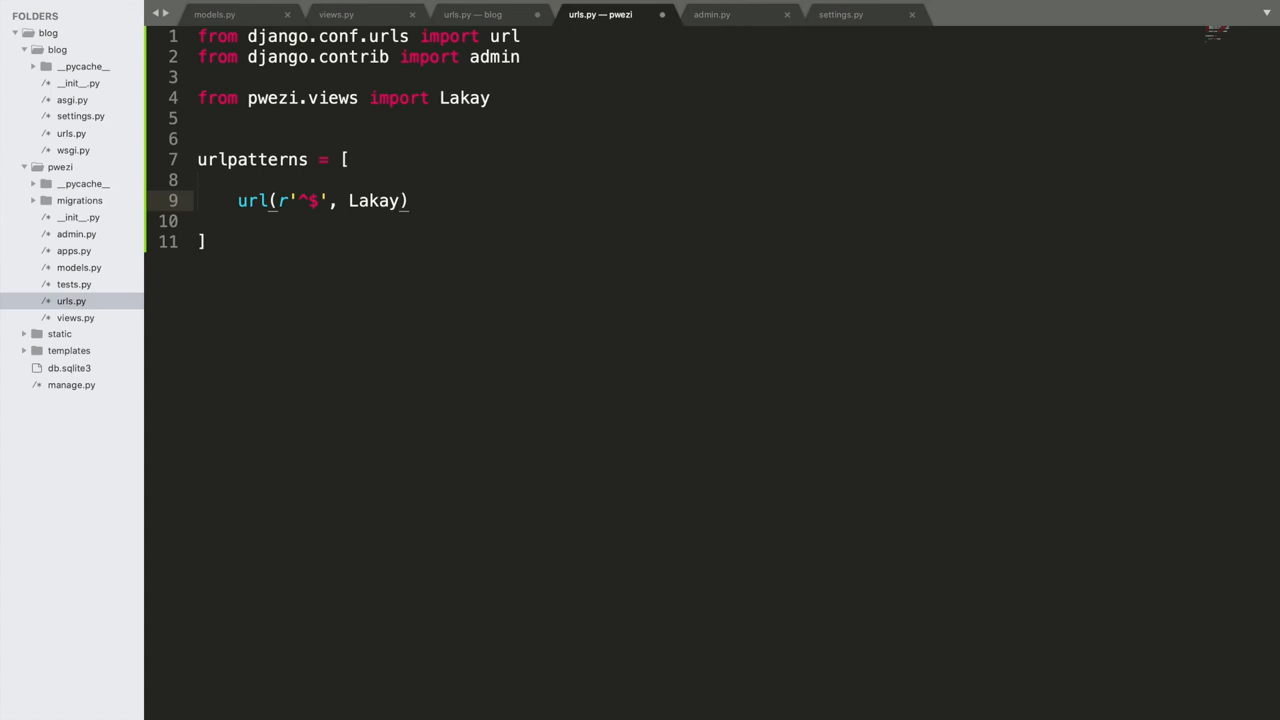 FOLDERS
blog
blog
__pycache__
__init__.py
asgi.py
settings.py
urls.py
wsgi.py
pwezi
__pycache__
migrations
__init__.py
admin.py
apps.py
models.py
tests.py
urls.py
views.py
static
templates
db.sqlite3
manage.py
models.py views.py urls.py — blog urls.py — pwezi admin.py settings.py
1 from django.conf.urls import url
2 from django.contrib import admin
3
4 from pwezi.views import Lakay
5
6
7 urlpatterns = [
8
9 url(r'^$', Lakay)
10
11 ]